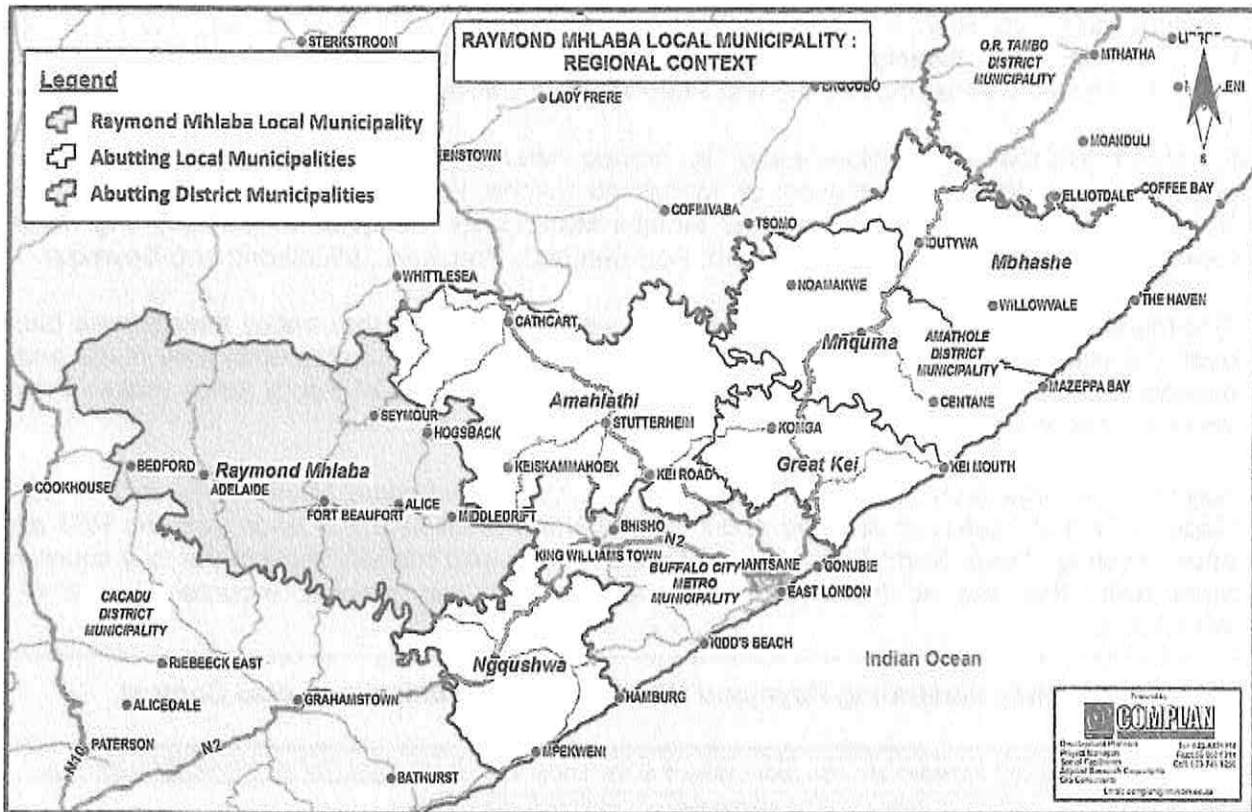 RAYMOND MHLABA LOCAL MUNICIPALITY :
REGIONAL CONTEXT
Legend
Raymond Mhlaba Local Municipality
Abutting Local Municipalities
Abutting District Municipalities
STERKSTROOM
LADY FRERE
O.R. TAMBO
DISTRICT
MUNICIPALITY
MTHATHA
MQANDULI
ELLIOTDALE
COFFEE BAY
COFIMVABA
TSOMO
IDUTYWA
Mbhashe
WHITTLESEA
NQAMAKWE
WILLOWVALE
THE HAVEN
CATHCART
Mnquma
AMATHOLE
DISTRICT
MUNICIPALITY
MAZEPPA BAY
CENTANE
Amahlathi
SEYMOUR
STUTTERHEIM
KOMGA
HOGSBACK
Great Kei
BEDFORD
Raymond Mhlaba
KEISKAMMAHOEK
KEI ROAD
KEI MOUTH
COOKHOUSE
ADELAIDE
FORT BEAUFORT
ALICE
MIDDLEDRIFT
BHISHO
N2
KING WILLIAMS TOWN
BUFFALO CITY
METRO
MUNICIPALITY
GONUBIE
EAST LONDON
CACADU
DISTRICT
MUNICIPALITY
KIDD'S BEACH
RIEBEECK EAST
Ngqushwa
Indian Ocean
HAMBURG
ALICEDALE
GRAHAMSTOWN
PATERSON
N2
N10
MPEKWENI
BATHURST
COMPLAN